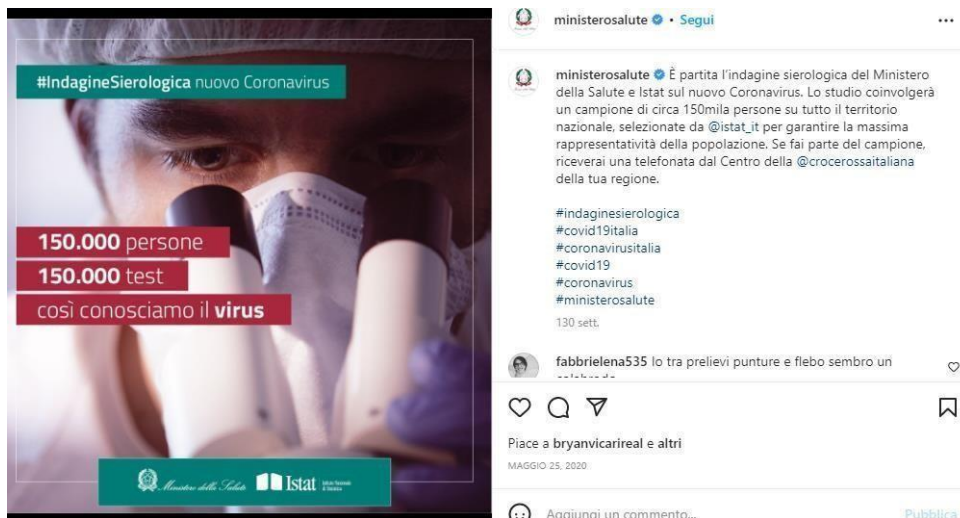 #IndagineSierologica nuovo Coronavirus
150.000 persone
150.000 test
così conosciamo il virus
Ministero della Salute
Istat
ministerosalute • Segui
ministerosalute È partita l'indagine sierologica del Ministero
della Salute e Istat sul nuovo Coronavirus. Lo studio coinvolgerà
un campione di circa 150mila persone su tutto il territorio
nazionale, selezionate da @istat_it per garantire la massima
rappresentatività della popolazione. Se fai parte del campione,
riceverai una telefonata dal Centro della @crocerossaitaliana
della tua regione.
#indaginesierologica
#covid19italia
#coronavirusitalia
#covid19
#coronavirus
#ministerosalute
130 sett.
fabbrielena535 Io tra prelievi punture e flebo sembro un
Piace a bryanvicarireal e altri
MAGGIO 25, 2020
Aggiungi un commento...
Pubblica